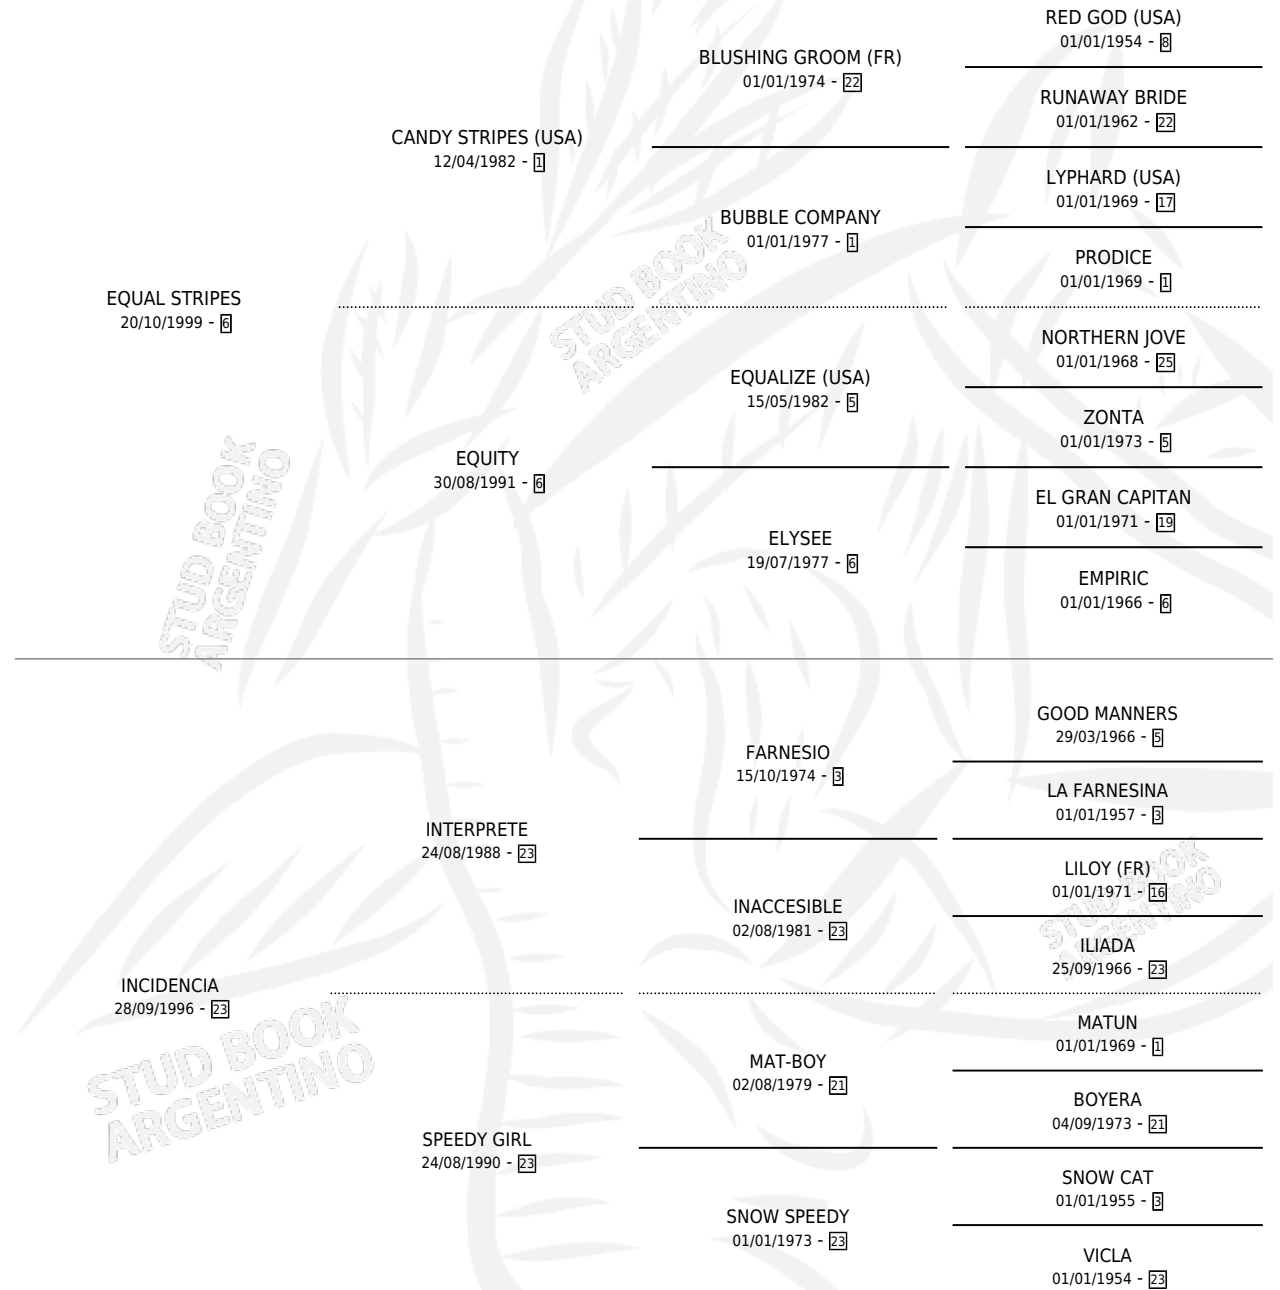 RED GOD (USA)
01/01/1954 - 8
BLUSHING GROOM (FR)
01/01/1974 - 22
RUNAWAY BRIDE
01/01/1962 - 22
CANDY STRIPES (USA)
12/04/1982 - 1
LYPHARD (USA)
01/01/1969 - 17
BUBBLE COMPANY
01/01/1977 - 1
PRODICE
01/01/1969 - 1
EQUAL STRIPES
20/10/1999 - 6
STUD BOOK
ARGENTINO
NORTHERN JOVE
01/01/1968 - 25
EQUALIZE (USA)
15/05/1982 - 5
ZONTA
01/01/1973 - 5
EQUITY
30/08/1991 - 6
EL GRAN CAPITAN
01/01/1971 - 19
ELYSEE
19/07/1977 - 6
EMPIRIC
01/01/1966 - 6
STUD BOOK
ARGENTINO
GOOD MANNERS
29/03/1966 - 5
FARNESIO
15/10/1974 - 3
LA FARNESINA
01/01/1957 - 3
INTERPRETE
24/08/1988 - 23
LILOY (FR)
01/01/1971 - 16
INACCESIBLE
02/08/1981 - 23
STUD BOOK
ARGENTINO
ILIADA
25/09/1966 - 23
INCIDENCIA
28/09/1996 - 23
STUD BOOK
ARGENTINO
MATUN
01/01/1969 - 1
MAT-BOY
02/08/1979 - 21
BOYERA
04/09/1973 - 21
SPEEDY GIRL
24/08/1990 - 23
SNOW CAT
01/01/1955 - 3
SNOW SPEEDY
01/01/1973 - 23
VICLA
01/01/1954 - 23